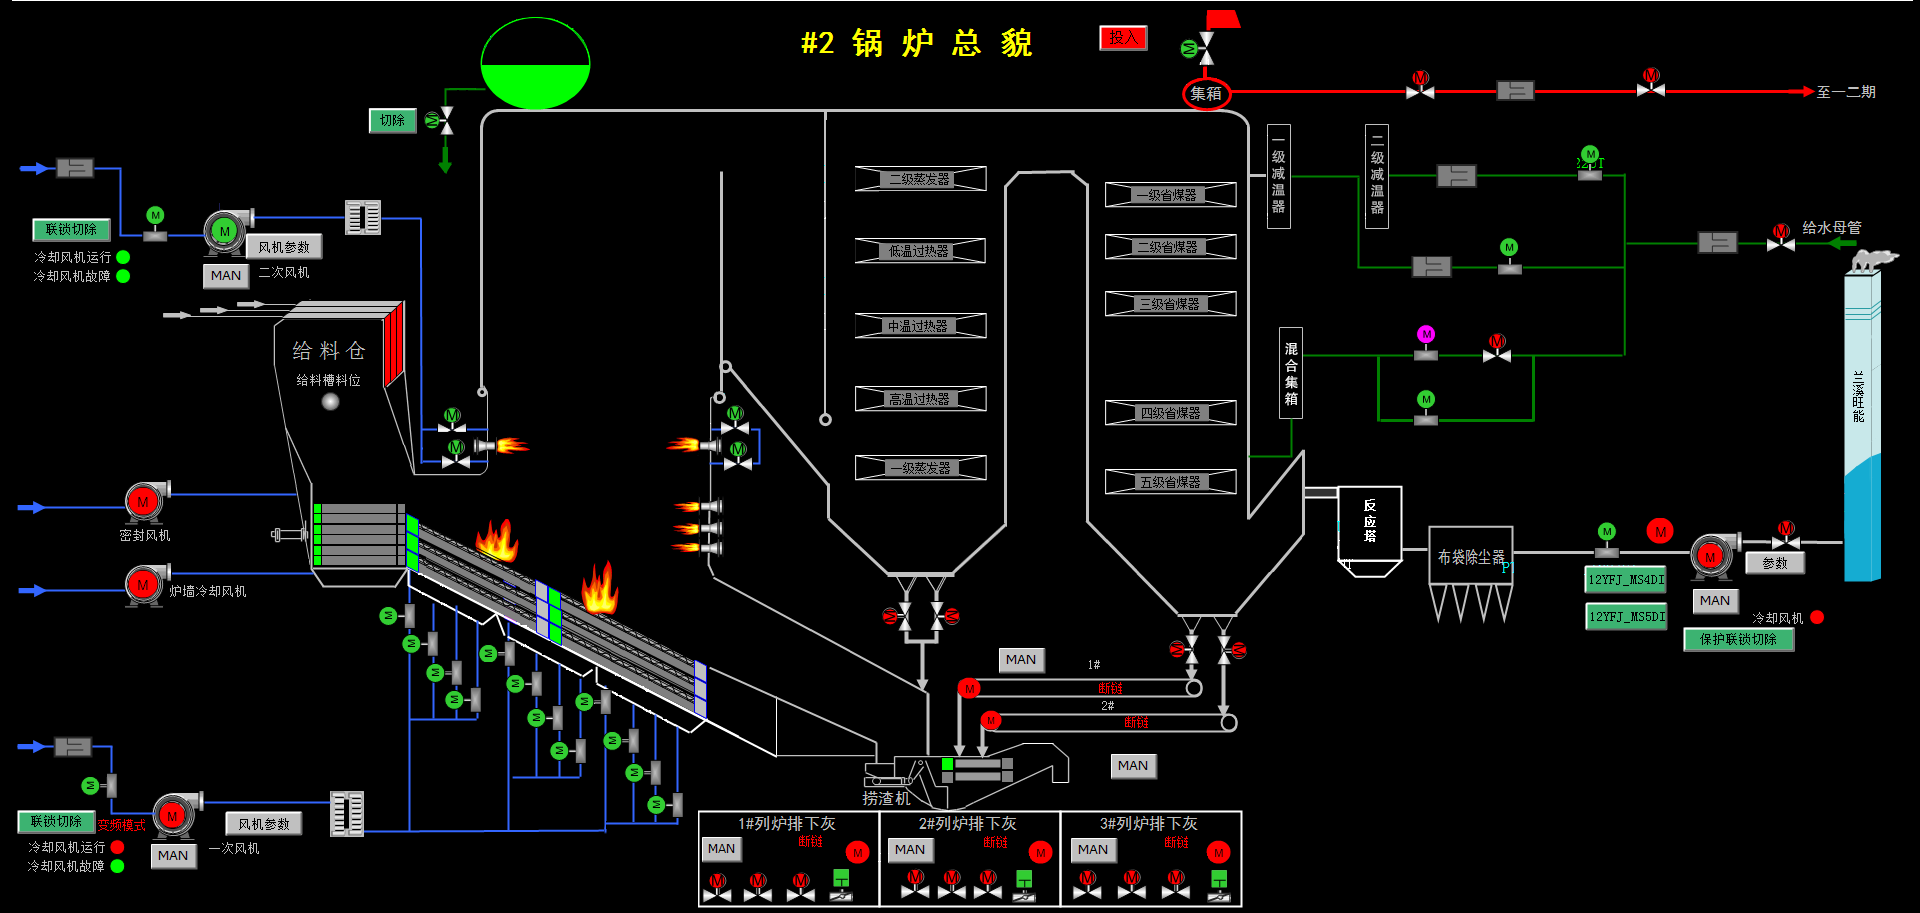 #2 锅 炉 总 貌
投入
集箱
至一二期
切除
一级减温器
二级减温器
给水母管
联锁切除
冷却风机运行
冷却风机故障
M
风机参数
MAN
二次风机
二级蒸发器
低温过热器
中温过热器
高温过热器
一级蒸发器
一级省煤器
二级省煤器
三级省煤器
四级省煤器
五级省煤器
混合集箱
给料仓
给料槽料位
兰溪旺能
密封风机
炉墙冷却风机
反应塔
布袋除尘器
12YFJ_MS4DI
12YFJ_MS5DI
参数
MAN
冷却风机
保护联锁切除
MAN
1#
断链
2#
断链
MAN
捞渣机
联锁切除
变频模式
风机参数
冷却风机运行
冷却风机故障
MAN
一次风机
1#列炉排下灰
断链
MAN
M
2#列炉排下灰
断链
MAN
M
3#列炉排下灰
断链
MAN
M